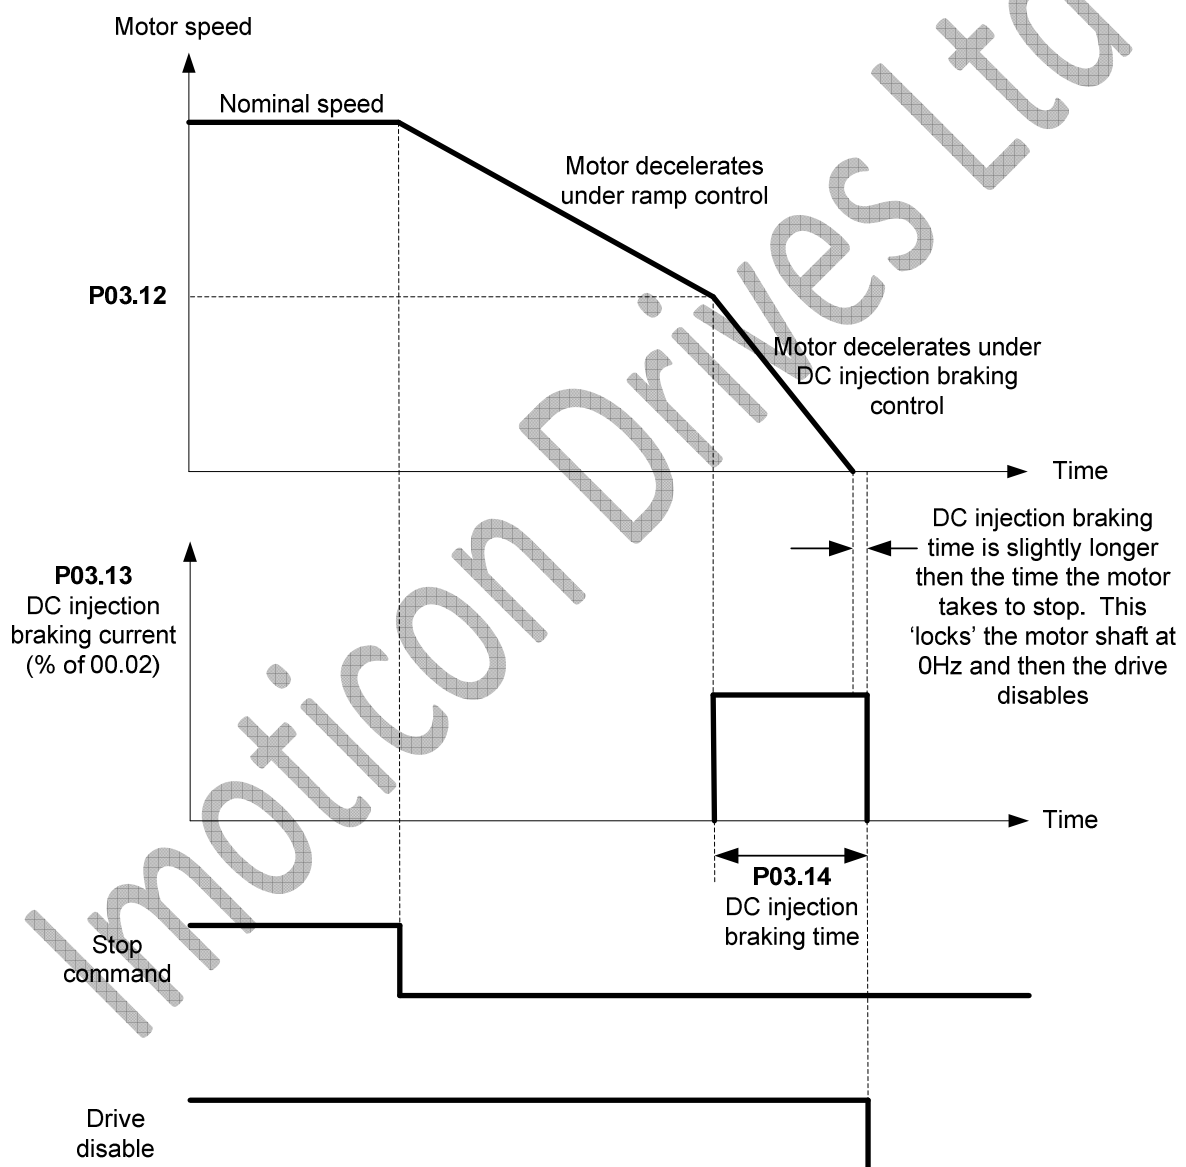 Motor speed
Nominal speed
Motor decelerates
under ramp control
P03.12
Motor decelerates under
DC injection braking
control
Time
DC injection braking
time is slightly longer
then the time the motor
takes to stop. This
‘locks’ the motor shaft at
0Hz and then the drive
disables
P03.13
DC injection
braking current
(% of 00.02)
Time
P03.14
DC injection
braking time
Stop
command
Drive
disable
Imoticon Drives Ltd